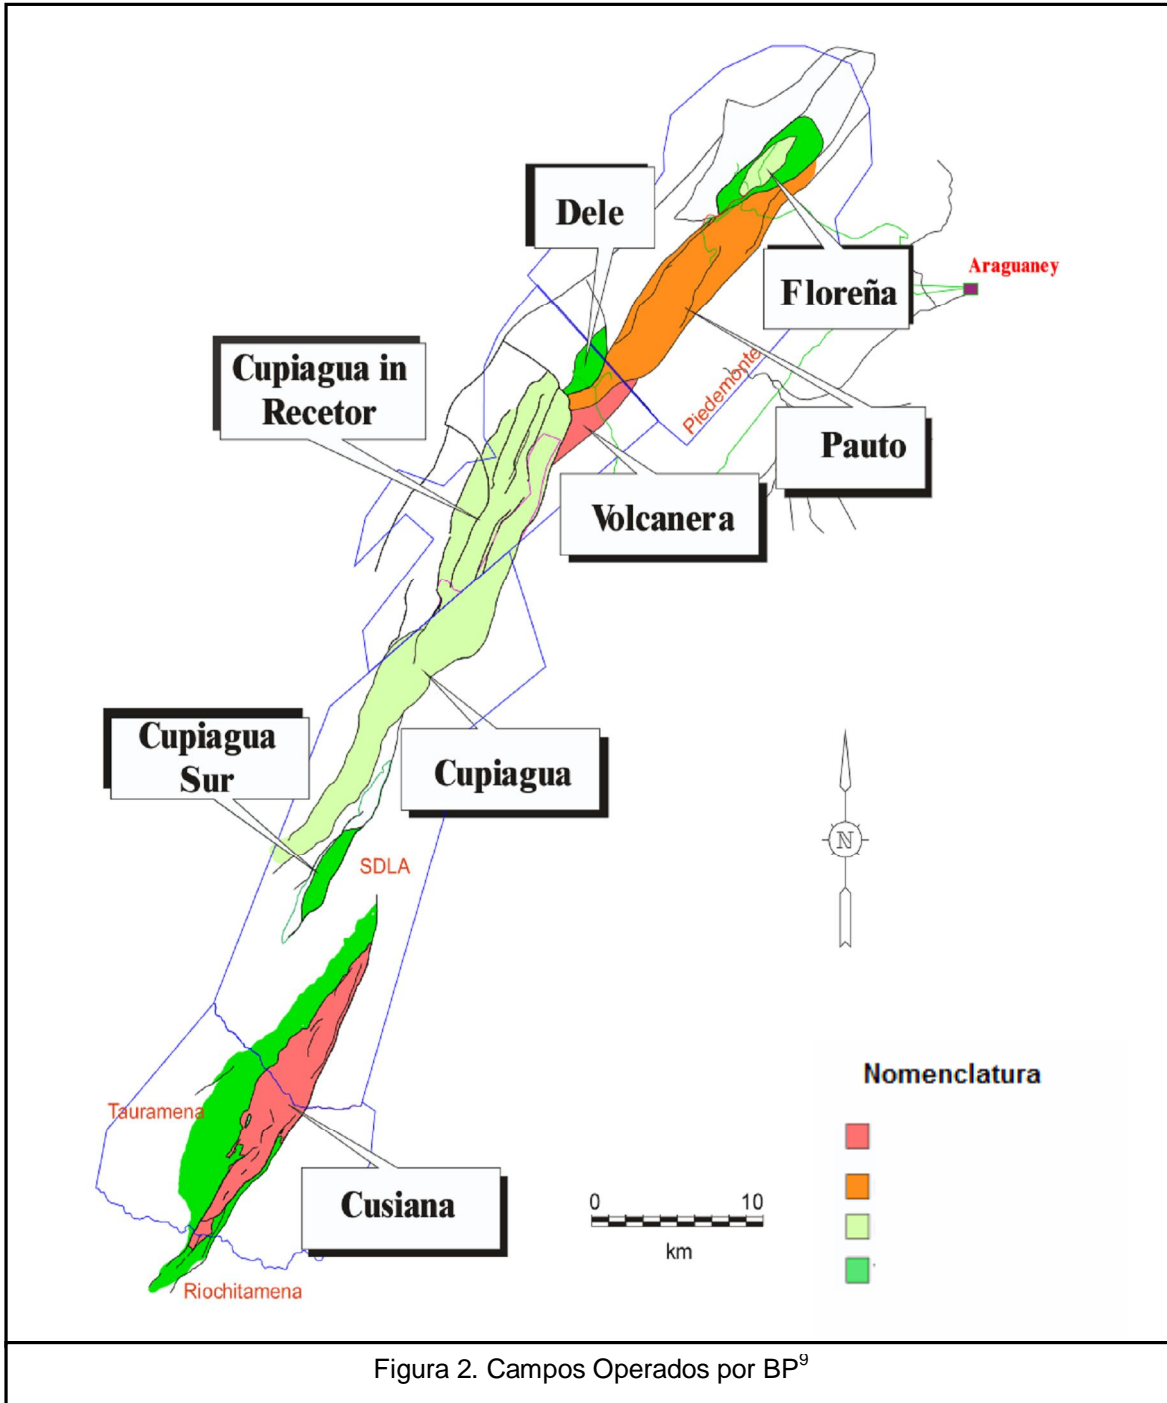 Dele
Araguaney
Floreña
Cupiagua in
Recetor
Piedemonte
Pauto
Volcanera
Cupiagua
Sur
Cupiagua
N
SDLA
Nomenclatura
Tauramena
Cusiana
0 10
km
Riochitamena
Figura 2. Campos Operados por BP⁹